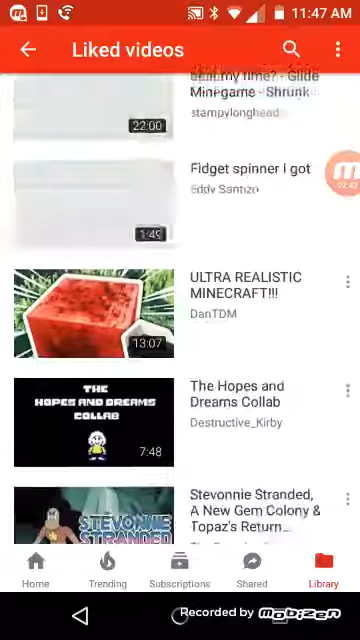 11:47 AM
Liked videos
my time? - Glide
Minigame - Shrunk
stampylonghead
22:00
Fidget spinner I got
Eddy Santizo
1:49
ULTRA REALISTIC
MINECRAFT!!!
DanTDM
13:07
The Hopes and
Dreams Collab
Destructive_Kirby
THE
HOPES AND DREAMS
COLLAB
7:48
Stevonnie Stranded,
A New Gem Colony &
Topaz's Return...
STEVONNIE
STRANDED
Home
Trending
Subscriptions
Shared
Library
Recorded by mobizen